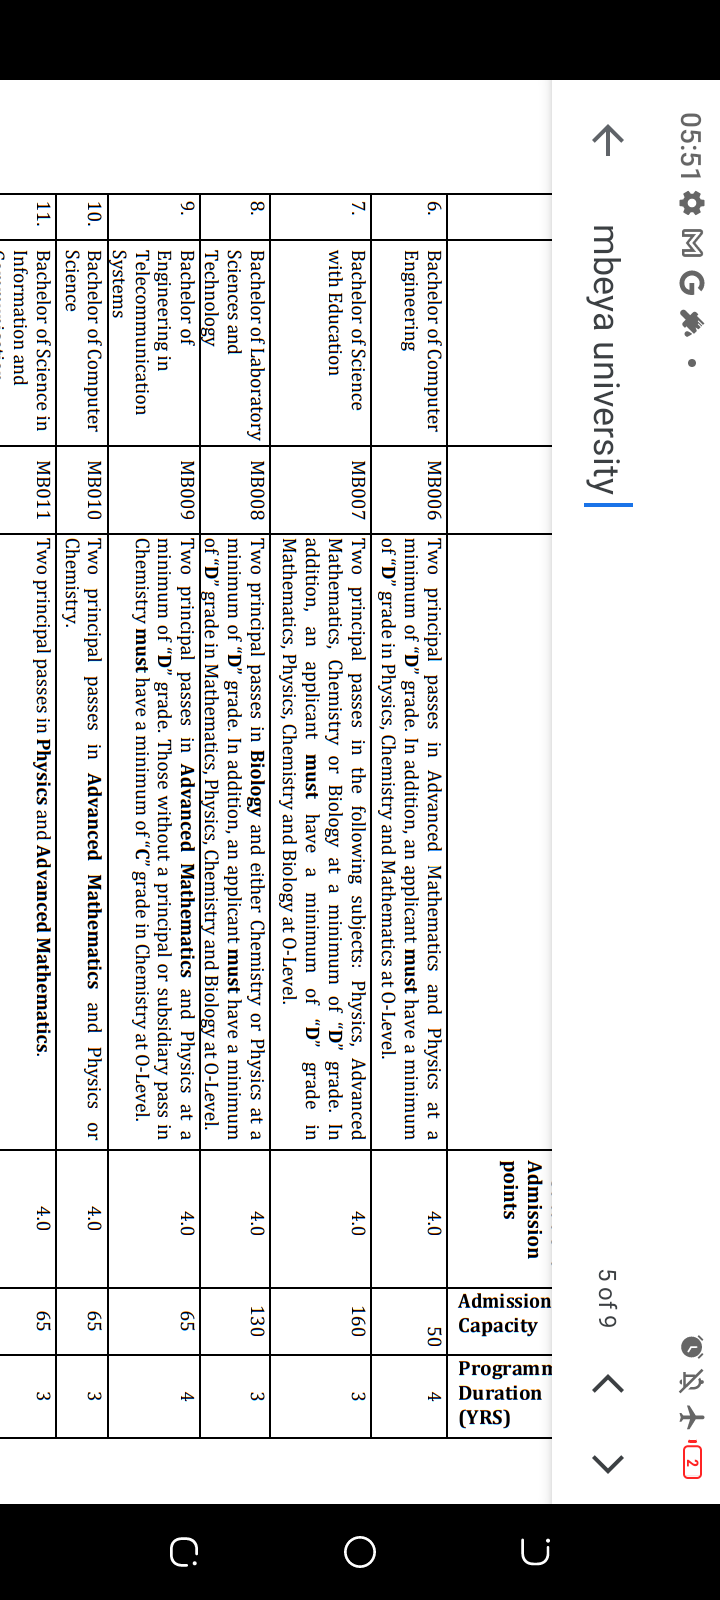 05:51
mbeya university
5 of 9
2
Admission
points
Admission
Capacity
Programm
Duration
(YRS)
6.
Bachelor of Computer
Engineering
MB006
Two principal passes in Advanced Mathematics and Physics at a
minimum of "D" grade. In addition, an applicant must have a minimum
of "D" grade in Physics, Chemistry and Mathematics at O-Level.
4.0
50
4
7.
Bachelor of Science
with Education
MB007
Two principal passes in the following subjects: Physics, Advanced
Mathematics, Chemistry or Biology at a minimum of "D" grade. In
addition, an applicant must have a minimum of "D" grade in
Mathematics, Physics, Chemistry and Biology at O-Level.
4.0
160
3
8.
Bachelor of Laboratory
Sciences and
Technology
MB008
Two principal passes in Biology and either Chemistry or Physics at a
minimum of "D" grade. In addition, an applicant must have a minimum
of "D" grade in Mathematics, Physics, Chemistry and Biology at O-Level.
4.0
130
3
9.
Bachelor of
Engineering in
Telecommunication
Systems
MB009
Two principal passes in Advanced Mathematics and Physics at a
minimum of "D" grade. Those without a principal or subsidiary pass in
Chemistry must have a minimum of "C" grade in Chemistry at O-Level.
4.0
65
4
10.
Bachelor of Computer
Science
MB010
Two principal passes in Advanced Mathematics and Physics or
Chemistry.
4.0
65
3
11.
Bachelor of Science in
Information and
MB011
Two principal passes in Physics and Advanced Mathematics.
4.0
65
3